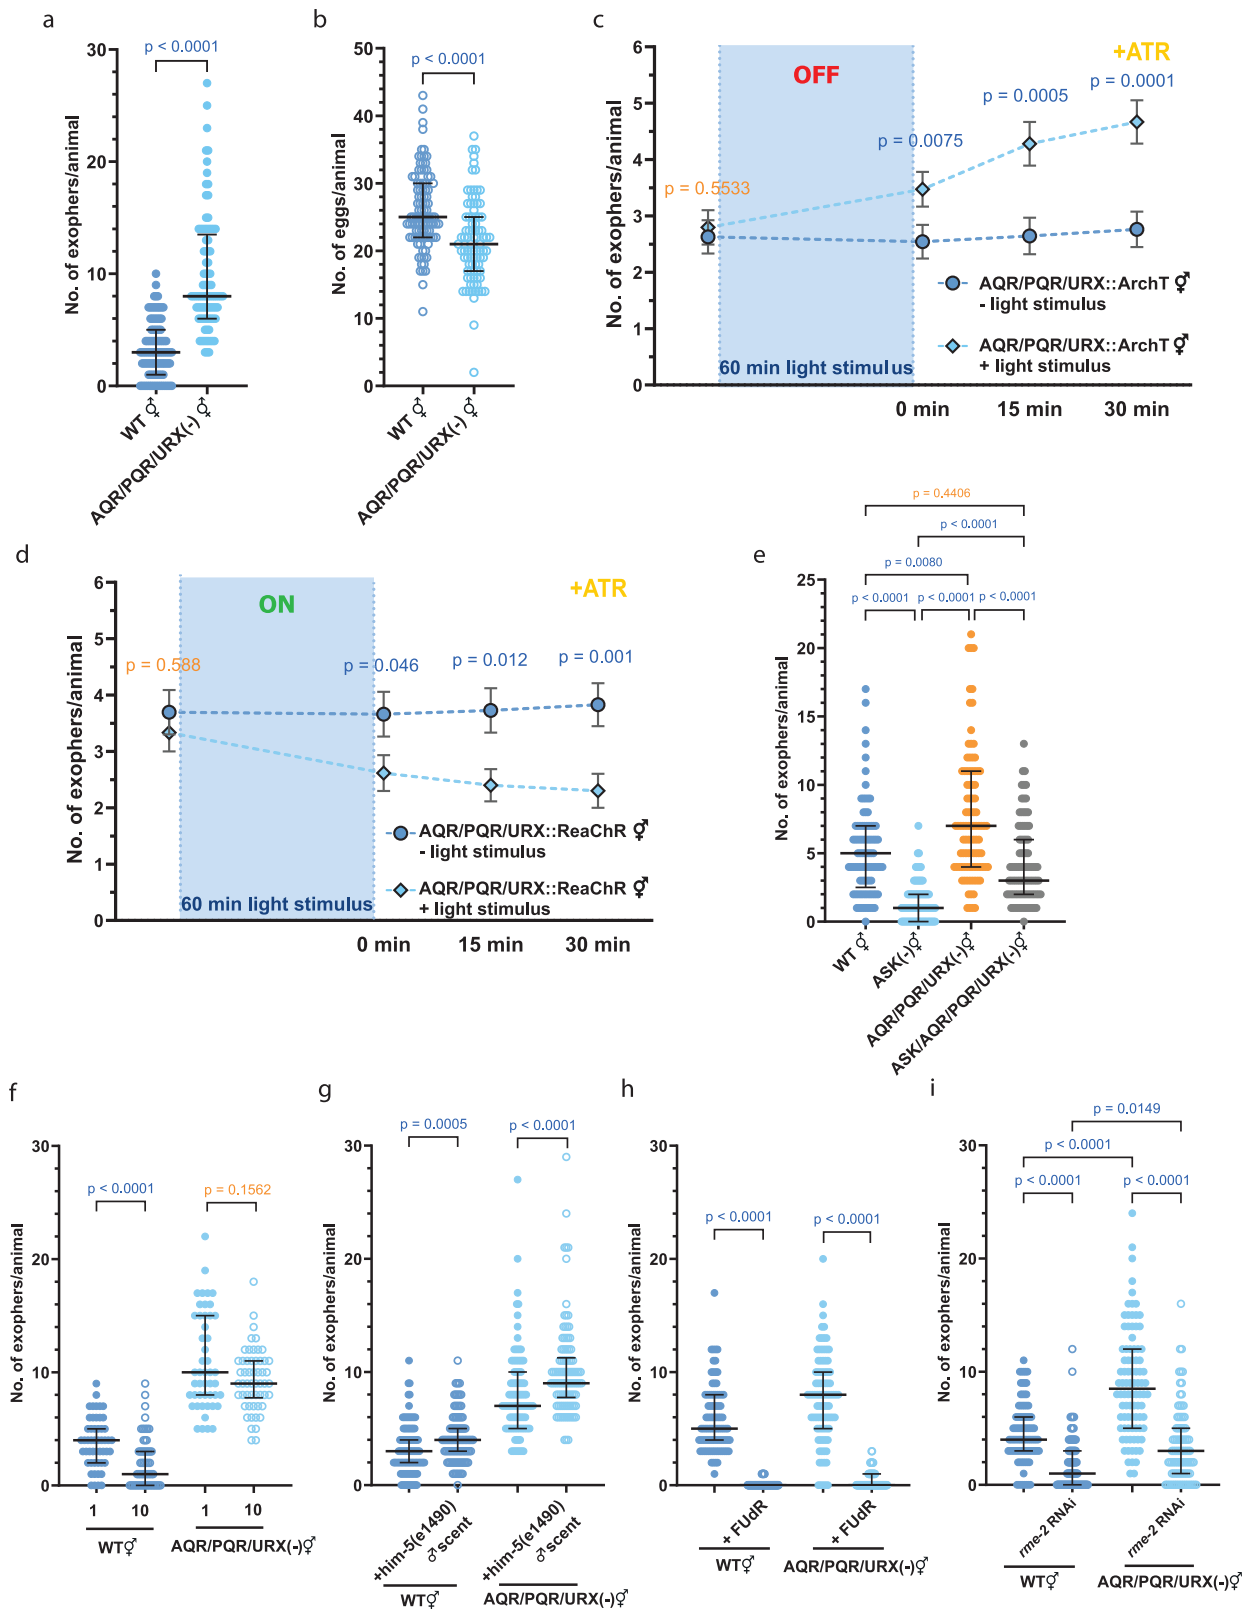 a
No. of exophers/animal
30
20
10
0
p < 0.0001
WT ⚥
AQR/PQR/URX(-) ⚥
b
No. of eggs/animal
50
40
30
20
10
0
p < 0.0001
WT ⚥
AQR/PQR/URX(-) ⚥
c
No. of exophers/animal
6
5
4
3
2
1
0
OFF
+ATR
p = 0.5533
p = 0.0075
p = 0.0005
p = 0.0001
AQR/PQR/URX::ArchT ⚥
- light stimulus
AQR/PQR/URX::ArchT ⚥
+ light stimulus
60 min light stimulus
0 min
15 min
30 min
d
No. of exophers/animal
6
5
4
3
2
1
0
ON
+ATR
p = 0.588
p = 0.046
p = 0.012
p = 0.001
AQR/PQR/URX::ReaChR ⚥
- light stimulus
AQR/PQR/URX::ReaChR ⚥
+ light stimulus
60 min light stimulus
0 min
15 min
30 min
e
No. of exophers/animal
25
20
15
10
5
0
p = 0.4406
p < 0.0001
p = 0.0080
p < 0.0001
p < 0.0001
p < 0.0001
WT ⚥
ASK(-)⚥
AQR/PQR/URX(-)⚥
ASK/AQR/PQR/URX(-)⚥
f
No. of exophers/animal
30
20
10
0
p < 0.0001
p = 0.1562
1
10
1
10
WT⚥
AQR/PQR/URX(-)⚥
g
No. of exophers/animal
30
20
10
0
p = 0.0005
p < 0.0001
+him-5(e1490)
♂scent
+him-5(e1490)
♂scent
WT⚥
AQR/PQR/URX(-)⚥
h
No. of exophers/animal
30
20
10
0
p < 0.0001
p < 0.0001
+ FUdR
+ FUdR
WT⚥
AQR/PQR/URX(-)⚥
i
No. of exophers/animal
30
20
10
0
p = 0.0149
p < 0.0001
p < 0.0001
p < 0.0001
rme-2 RNAi
rme-2 RNAi
WT⚥
AQR/PQR/URX(-)⚥